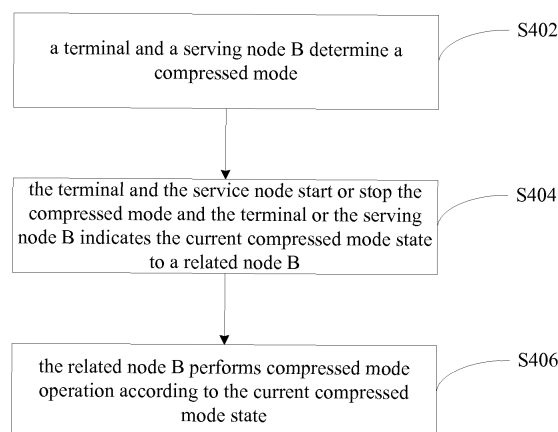 a terminal and a serving node B determine a
compressed mode
S402
the terminal and the service node start or stop the
compressed mode and the terminal or the serving
node B indicates the current compressed mode state
to a related node B
S404
the related node B performs compressed mode
operation according to the current compressed
mode state
S406